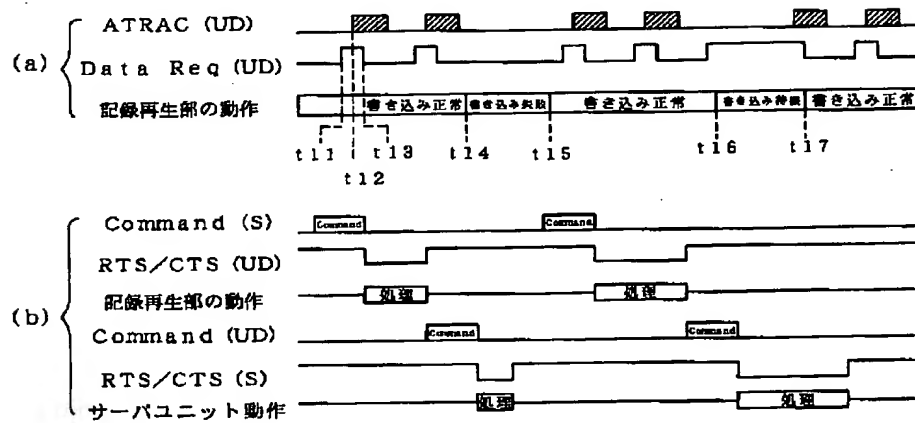 (a)
ATRAC (UD)
Data Req (UD)
記録再生部の動作
書き込み正常 書き込み失敗 書き込み正常 書き込み待機 書き込み正常
t11 t13 t14 t15 t16 t17
t12
(b)
Command (S)
Command Command
RTS/CTS (UD)
記録再生部の動作
処理 処理
Command (UD)
Command Command
RTS/CTS (S)
サーバユニット動作
処理 処理